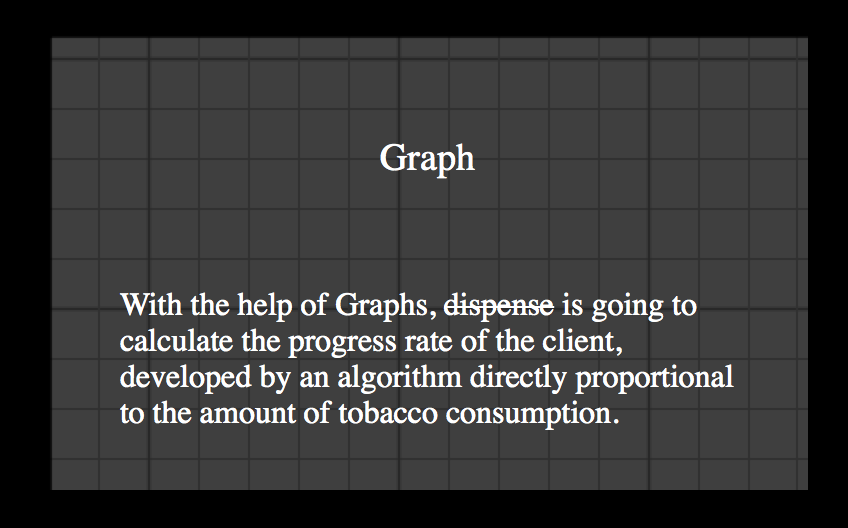 Graph
With the help of Graphs, dispense is going to
calculate the progress rate of the client,
developed by an algorithm directly proportional
to the amount of tobacco consumption.